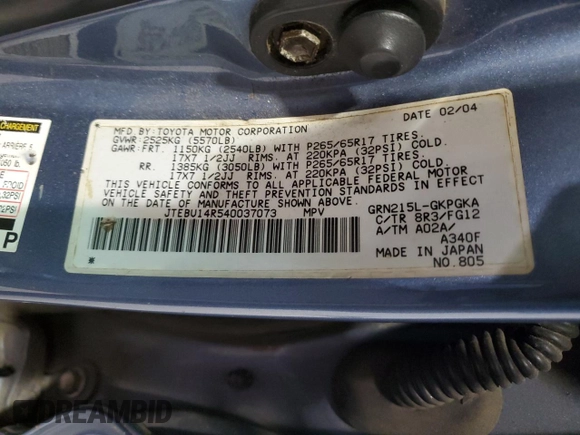 DATE 02/04
MFD. BY: TOYOTA MOTOR CORPORATION
GVWR: 2525KG (5570LB)
GAWR: FRT. 1150KG (2540LB) WITH P265/65R17 TIRES.
17X7 1/2JJ RIMS. AT 220KPA (32PSI) COLD.
RR. 1385KG (3050LB) WITH P265/65R17 TIRES.
17X7 1/2JJ RIMS. AT 220KPA (32PSI) COLD.
THIS VEHICLE CONFORMS TO ALL APPLICABLE FEDERAL MOTOR
VEHICLE SAFETY AND THEFT PREVENTION STANDARDS IN EFFECT
ON THE DATE OF MANUFACTURE SHOWN ABOVE.
JTEBU14R540037073 MPV
GRN215L-GKPGKA
C/TR 8R3/FG12
A/TM A02A/
A340F
MADE IN JAPAN
NO.805
*
*
CHARGEMENT
P
DREAMBID